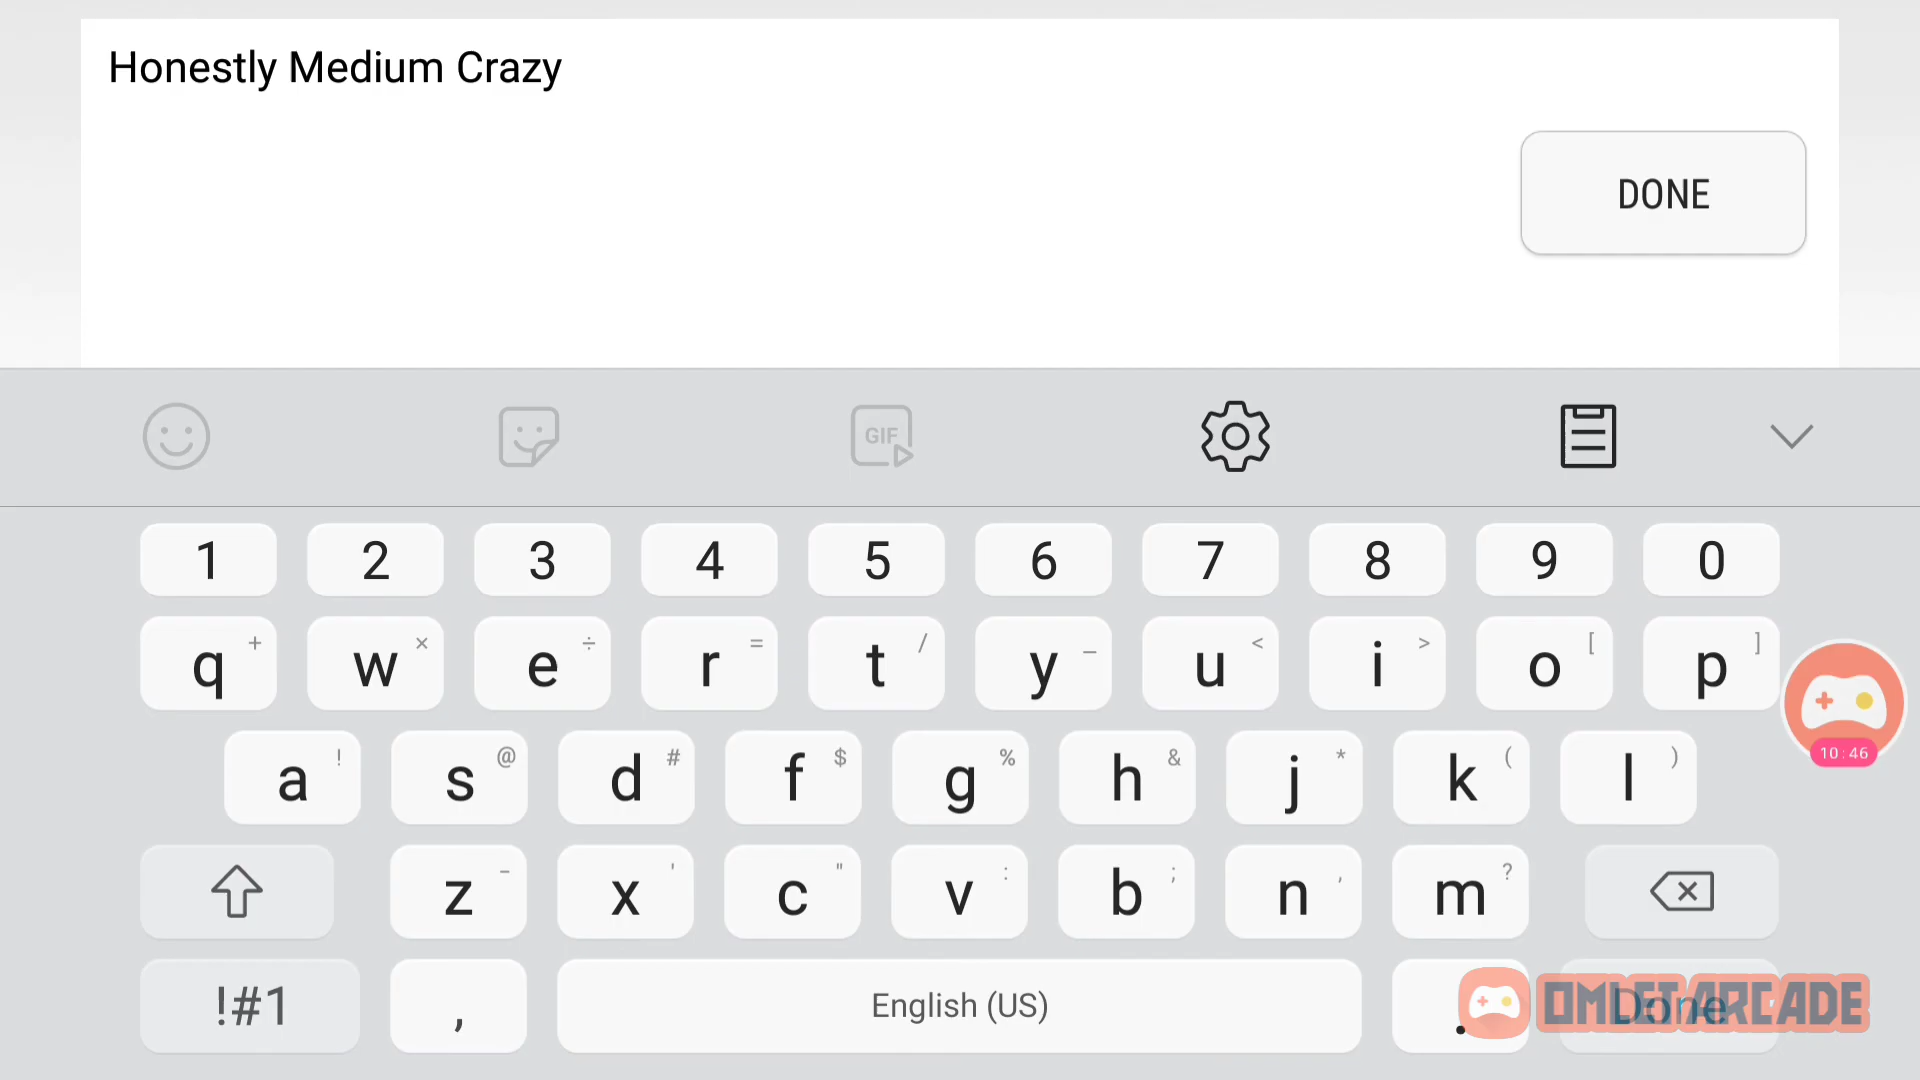 Honestly Medium Crazy
DONE
GIF
1 2 3 4 5 6 7 8 9 0
q + w × e ÷ r = t / y _ u < i > o [ p ]
a ! s @ d # f $ g % h & j * k ( l )
10:46
z - x ' c " v : b ; n , m ?
!#1 , English (US) . Done
OMLET ARCADE